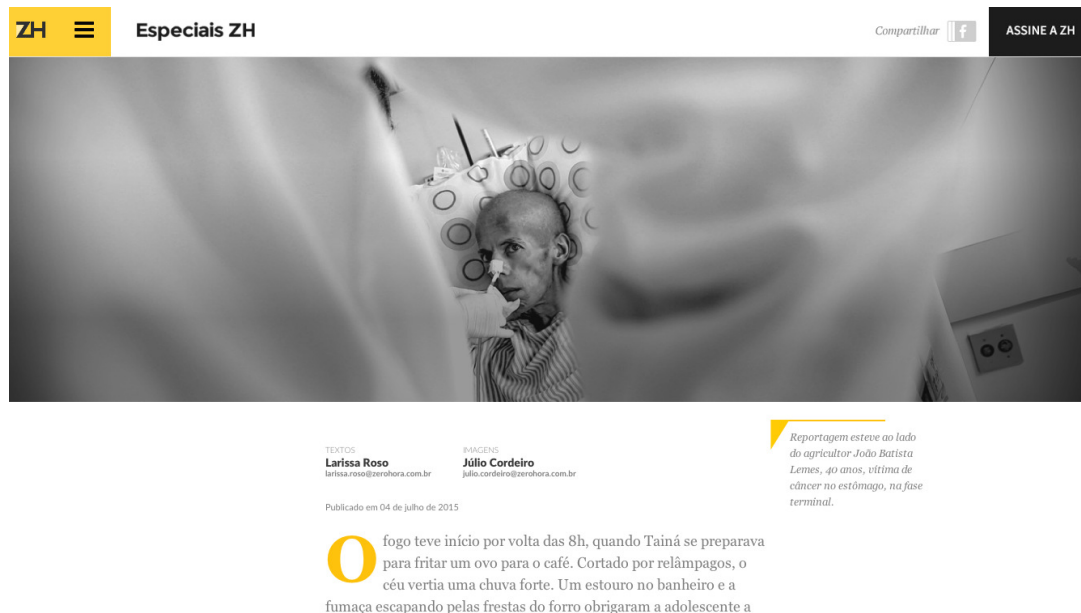 ZH
Especiais ZH
Compartilhar
f
ASSINE A ZH
TEXTOS
Larissa Roso
larissa.roso@zerohora.com.br
IMAGENS
Júlio Cordeiro
julio.cordeiro@zerohora.com.br
Publicado em 04 de julho de 2015
Reportagem esteve ao lado
do agricultor João Batista
Lemes, 40 anos, vítima de
câncer no estômago, na fase
terminal.
O fogo teve início por volta das 8h, quando Tainá se preparava
para fritar um ovo para o café. Cortado por relâmpagos, o
céu vertia uma chuva forte. Um estouro no banheiro e a
fumaça escapando pelas frestas do forro obrigaram a adolescente a